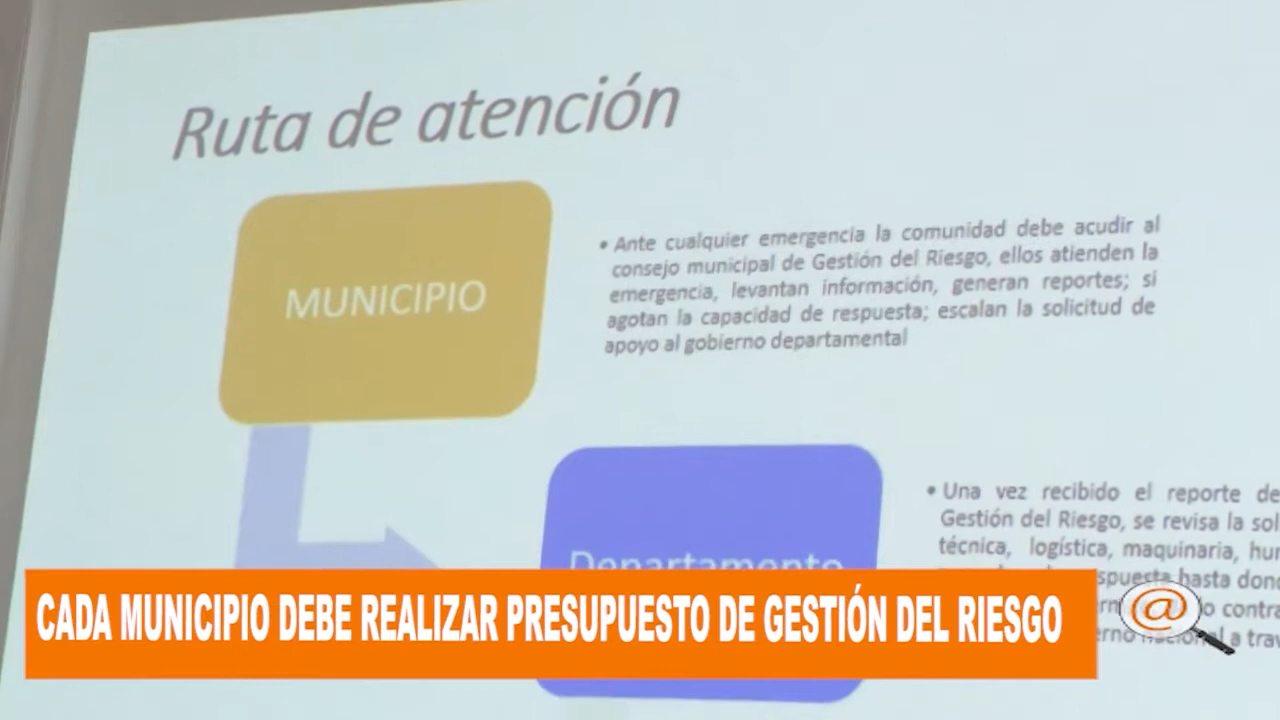 Ruta de atención
MUNICIPIO
• Ante cualquier emergencia la comunidad debe acudir al
consejo municipal de Gestión del Riesgo, ellos atienden la
emergencia, levantan información, generan reportes; si
agotan la capacidad de respuesta; escalan la solicitud de
apoyo al gobierno departamental
Departamento
• Una vez recibido el reporte de
Gestión del Riesgo, se revisa la
técnica, logística, maquinaria,
hasta
contra
a
CADA MUNICIPIO DEBE REALIZAR PRESUPUESTO DE GESTIÓN DEL RIESGO
@